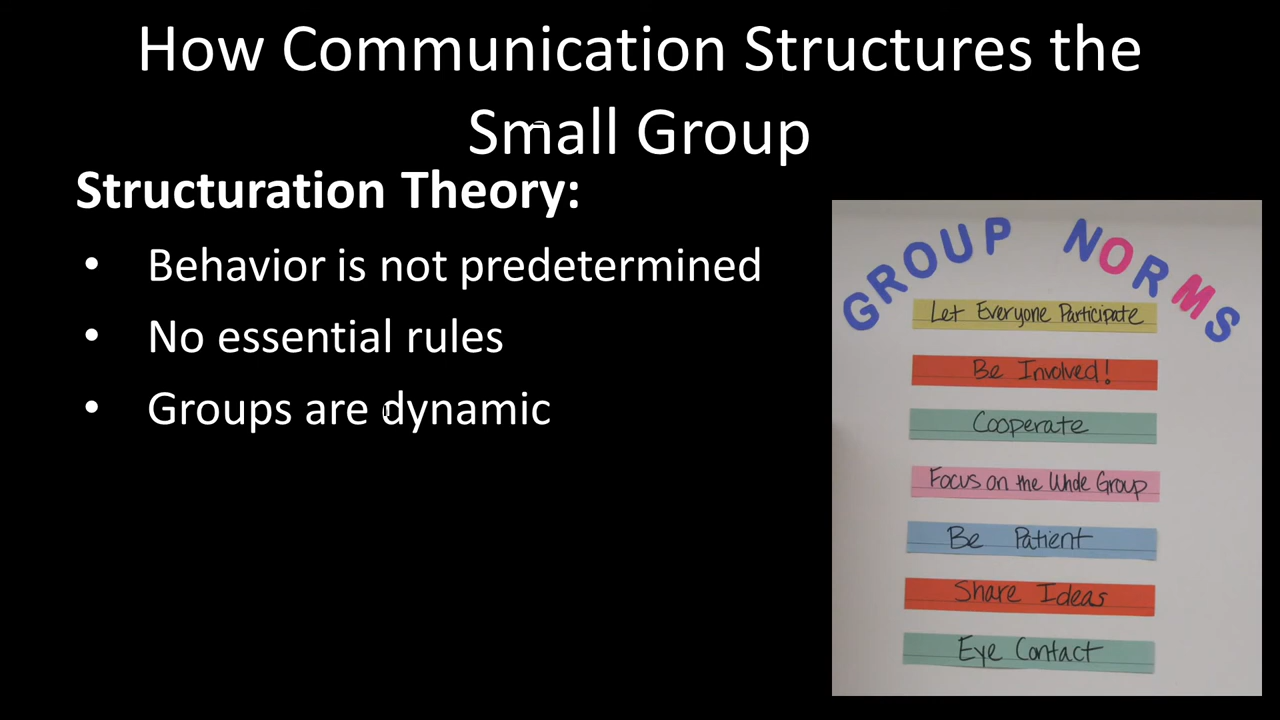 How Communication Structures the
Small Group
Structuration Theory:
• Behavior is not predetermined
• No essential rules
• Groups are dynamic
GROUP NORMS
Let Everyone Participate
Be Involved!
Cooperate
Focus on the Whole Group
Be Patient
Share Ideas
Eye Contact